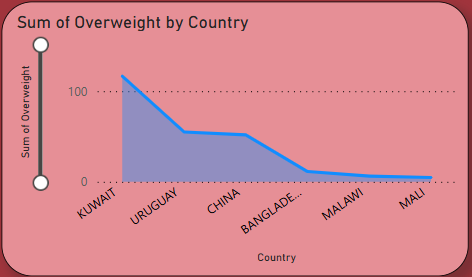 Sum of Overweight by Country
Sum of Overweight
100
0
KUWAIT
URUGUAY
CHINA
BANGLADE...
MALAWI
MALI
Country